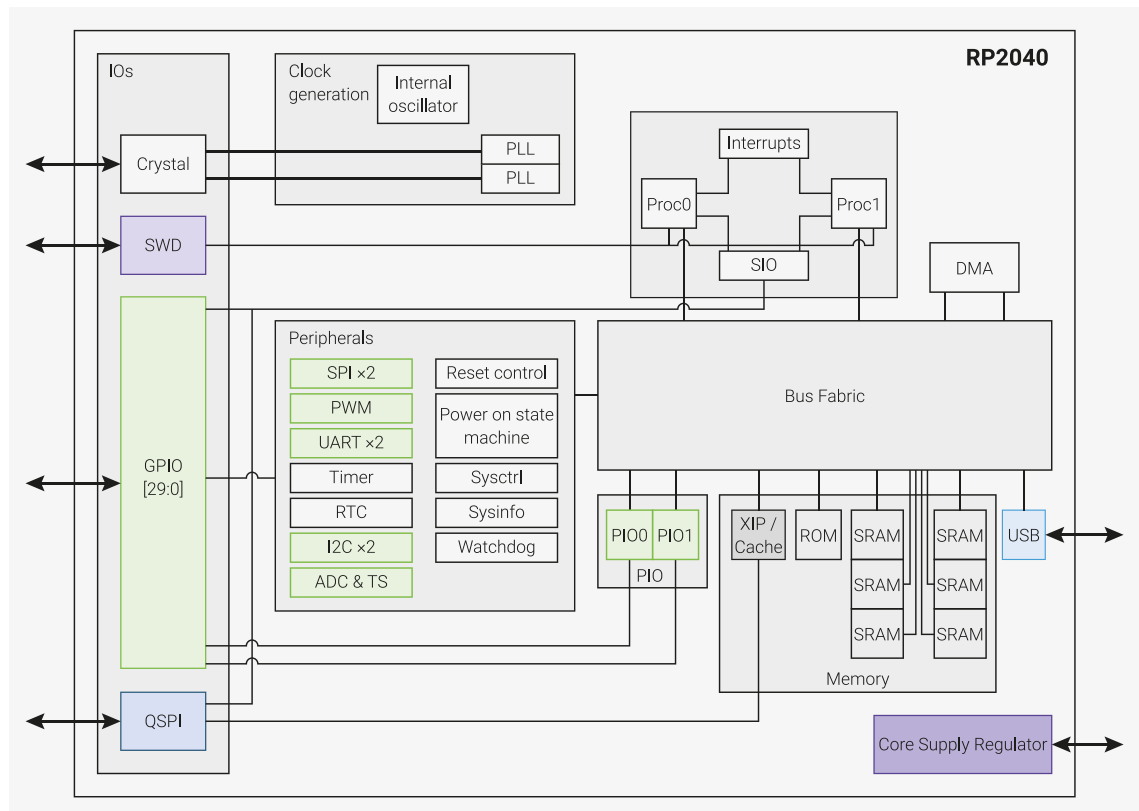 RP2040
IOs
Clock
generation
Internal
oscillator
Crystal
PLL
PLL
Interrupts
Proc0
Proc1
SWD
SIO
DMA
Peripherals
SPI ×2
Reset control
PWM
Power on state
machine
UART ×2
Bus Fabric
GPIO
[29:0]
Timer
Sysctrl
RTC
Sysinfo
I2C ×2
Watchdog
ADC & TS
PIO0
PIO1
PIO
XIP /
Cache
ROM
SRAM
SRAM
USB
SRAM
SRAM
SRAM
SRAM
Memory
QSPI
Core Supply Regulator